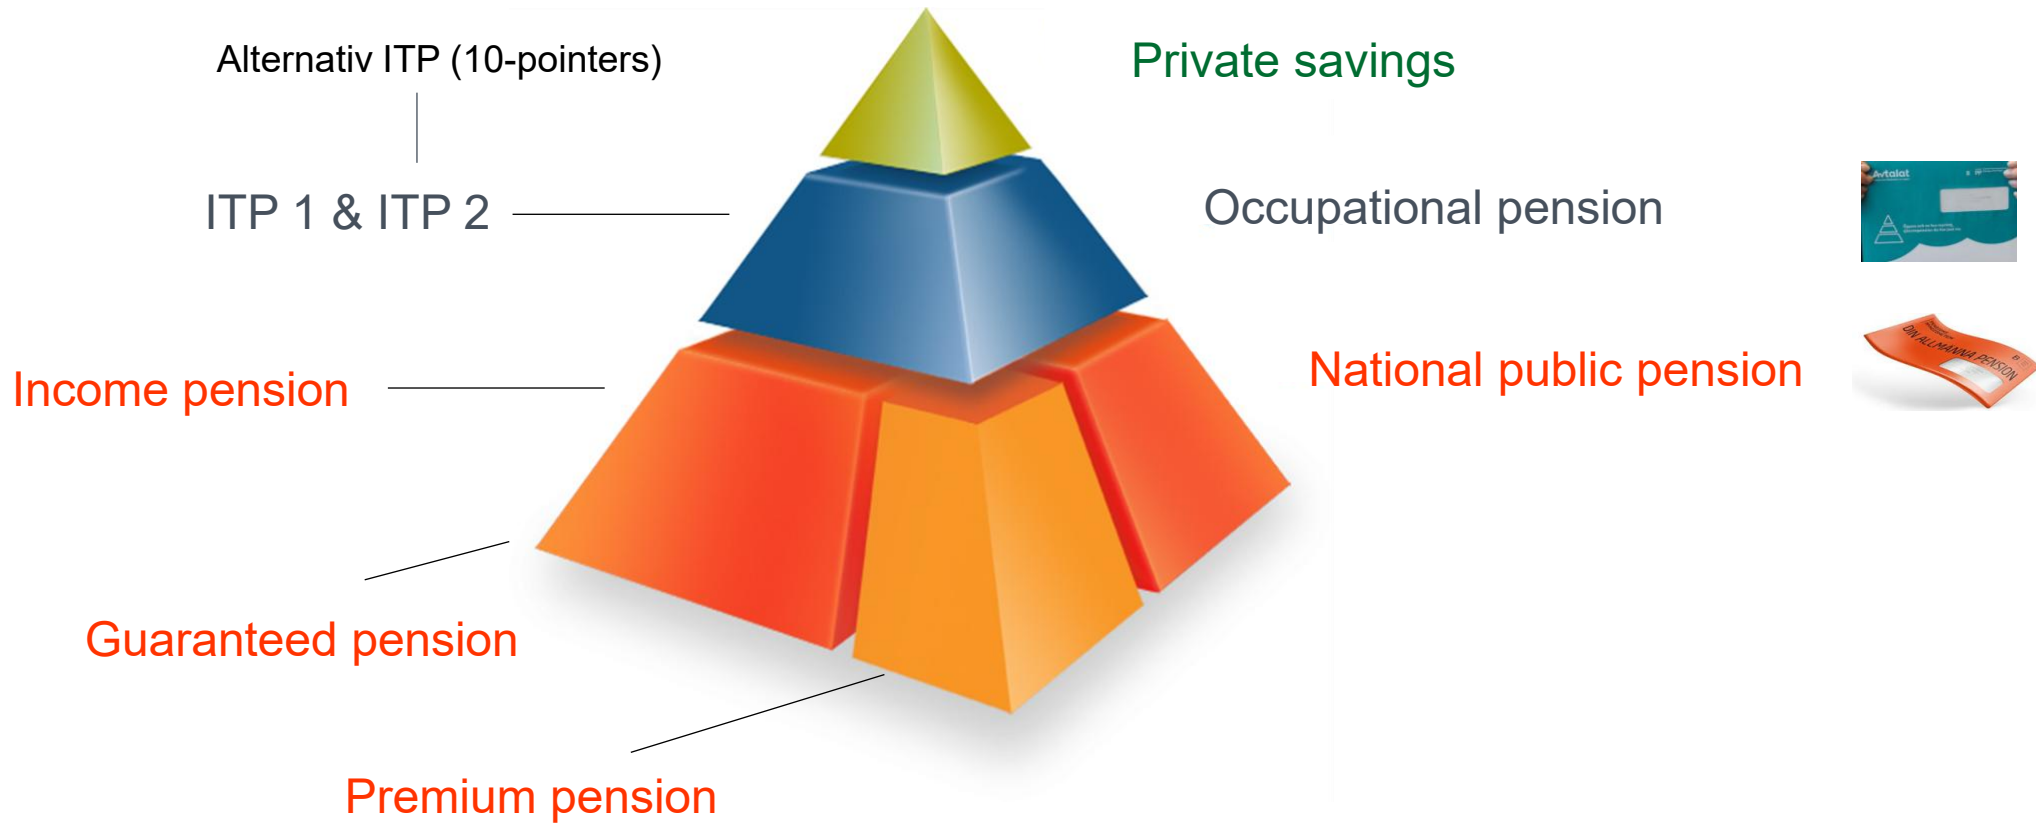 Alternativ ITP (10-pointers)
Private savings
ITP 1 & ITP 2
Occupational pension
Avtalat
Income pension
National public pension
DIN ALLMÄNNA PENSION
Guaranteed pension
Premium pension